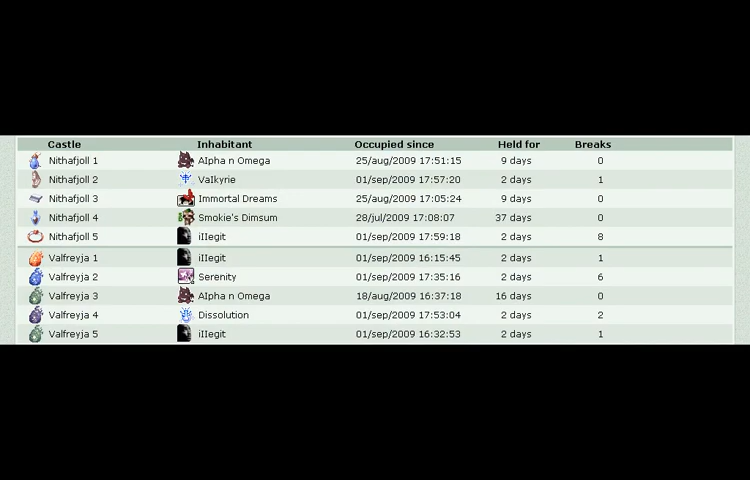 Castle Inhabitant Occupied since Held for Breaks
Nithafjoll 1 Alpha n Omega 25/aug/2009 17:51:15 9 days 0
Nithafjoll 2 Valkyrie 01/sep/2009 17:57:20 2 days 1
Nithafjoll 3 Immortal Dreams 25/aug/2009 17:05:24 9 days 0
Nithafjoll 4 Smokie's Dimsum 28/jul/2009 17:08:07 37 days 0
Nithafjoll 5 iIIegit 01/sep/2009 17:59:18 2 days 8
Valfreyja 1 iIIegit 01/sep/2009 16:15:45 2 days 1
Valfreyja 2 Serenity 01/sep/2009 17:35:16 2 days 6
Valfreyja 3 Alpha n Omega 18/aug/2009 16:37:18 16 days 0
Valfreyja 4 Dissolution 01/sep/2009 17:53:04 2 days 2
Valfreyja 5 iIIegit 01/sep/2009 16:32:53 2 days 1